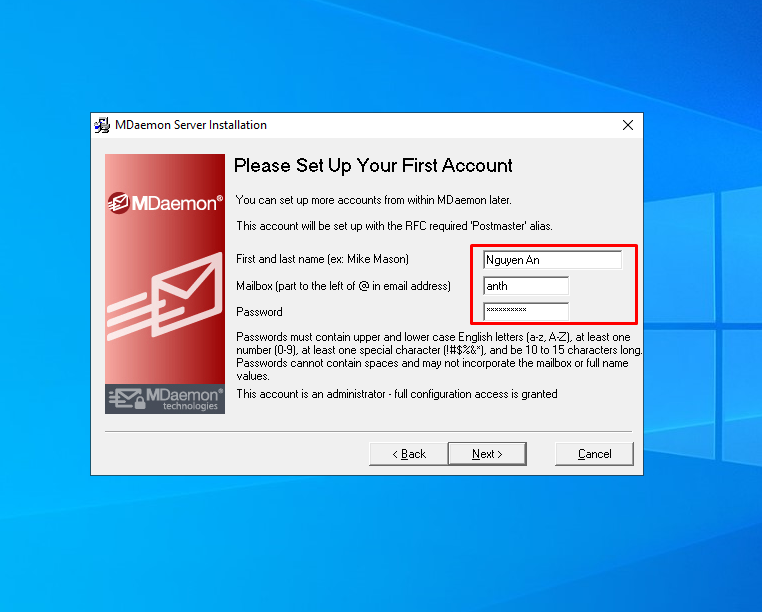 MDaemon Server Installation
Please Set Up Your First Account
MDaemon®
You can set up more accounts from within MDaemon later.
This account will be set up with the RFC required 'Postmaster' alias.
First and last name (ex: Mike Mason) Nguyen An
Mailbox (part to the left of @ in email address) anth
Password **********
Passwords must contain upper and lower case English letters (a-z, A-Z), at least one
number (0-9), at least one special character (!#$%&*), and be 10 to 15 characters long.
Passwords cannot contain spaces and may not incorporate the mailbox or full name
values.
This account is an administrator - full configuration access is granted
MDaemon®
technologies
< Back Next > Cancel